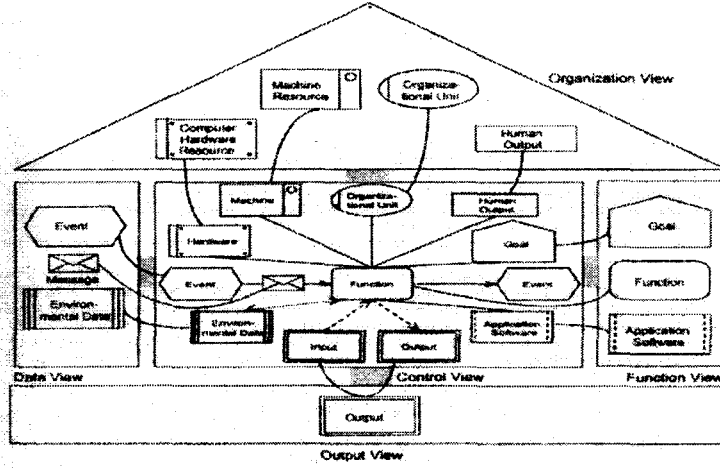 Organization View
Machine
Resource
Organiza-
tional Unit
Computer
Hardware
Resource
Human
Output
Machine
Organiza-
tional Unit
Human
Output
Event
Hardware
Goal
Goal
Message
Event
Function
Event
Function
Environ-
mental Data
Environ-
mental Data
Application
Software
Application
Software
Input
Output
Data View
Control View
Function View
Output
Output View